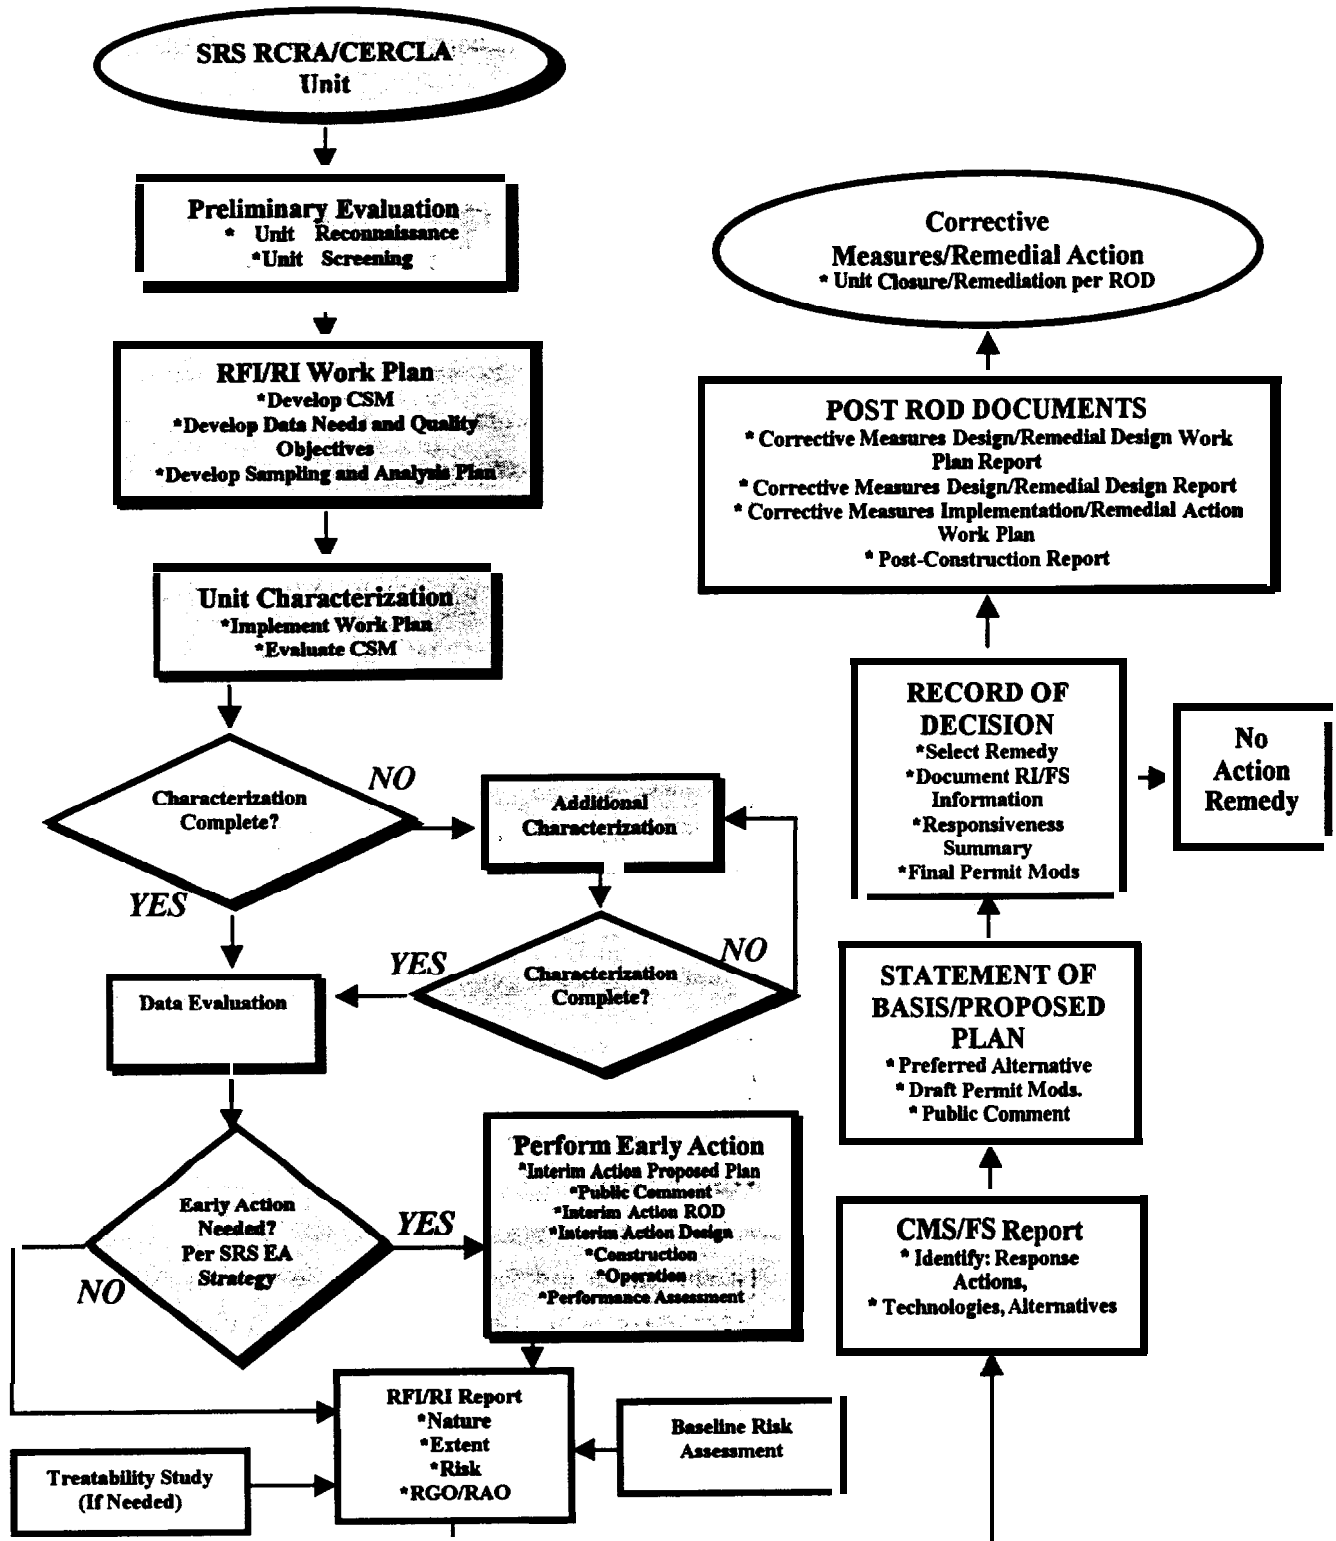 SRS RCRA/CERCLA
Unit
Preliminary Evaluation
* Unit Reconnaissance
*Unit Screening
RFI/RI Work Plan
*Develop CSM
*Develop Data Needs and Quality
Objectives
*Develop Sampling and Analysis Plan
Unit Characterization
*Implement Work Plan
*Evaluate CSM
Characterization
Complete?
NO
YES
Additional
Characterization
Characterization
Complete?
YES
NO
Data Evaluation
Early Action
Needed?
Per SRS EA
Strategy
YES
NO
Perform Early Action
*Interim Action Proposed Plan
*Public Comment
*Interim Action ROD
*Interim Action Design
*Construction
*Operation
*Performance Assessment
RFI/RI Report
*Nature
*Extent
*Risk
*RGO/RAO
Treatability Study
(If Needed)
Baseline Risk
Assessment
CMS/FS Report
* Identify: Response
Actions,
* Technologies, Alternatives
STATEMENT OF
BASIS/PROPOSED
PLAN
* Preferred Alternative
* Draft Permit Mods.
* Public Comment
RECORD OF
DECISION
*Select Remedy
*Document RI/FS
Information
*Responsiveness
Summary
*Final Permit Mods
No
Action
Remedy
POST ROD DOCUMENTS
* Corrective Measures Design/Remedial Design Work
Plan Report
* Corrective Measures Design/Remedial Design Report
* Corrective Measures Implementation/Remedial Action
Work Plan
* Post-Construction Report
Corrective
Measures/Remedial Action
* Unit Closure/Remediation per ROD